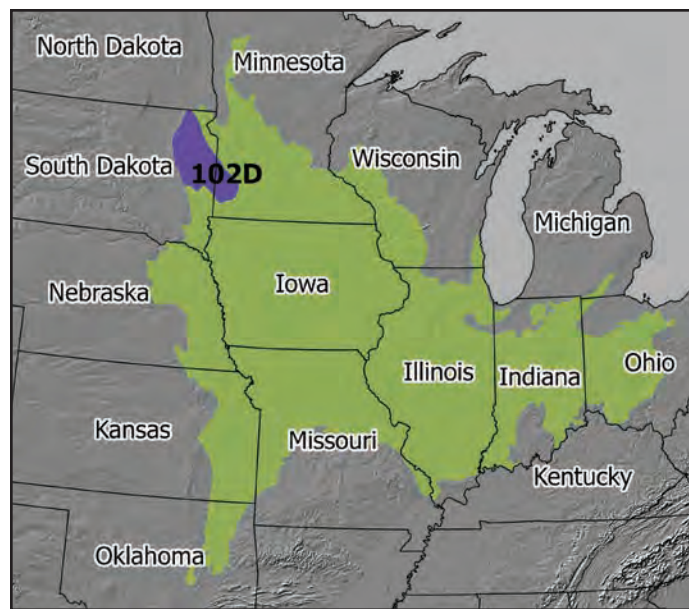 North Dakota
Minnesota
South Dakota
102D
Wisconsin
Michigan
Nebraska
Iowa
Illinois
Indiana
Ohio
Kansas
Missouri
Kentucky
Oklahoma